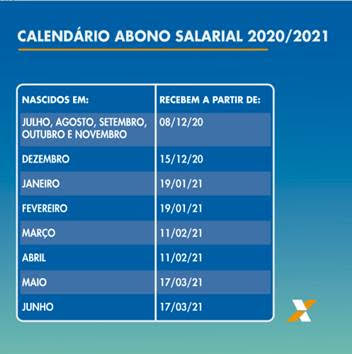 CALENDÁRIO ABONO SALARIAL 2020/2021
NASCIDOS EM: RECEBEM A PARTIR DE:
JULHO, AGOSTO, SETEMBRO, 08/12/20
OUTUBRO E NOVEMBRO
DEZEMBRO 15/12/20
JANEIRO 19/01/21
FEVEREIRO 19/01/21
MARÇO 11/02/21
ABRIL 11/02/21
MAIO 17/03/21
JUNHO 17/03/21